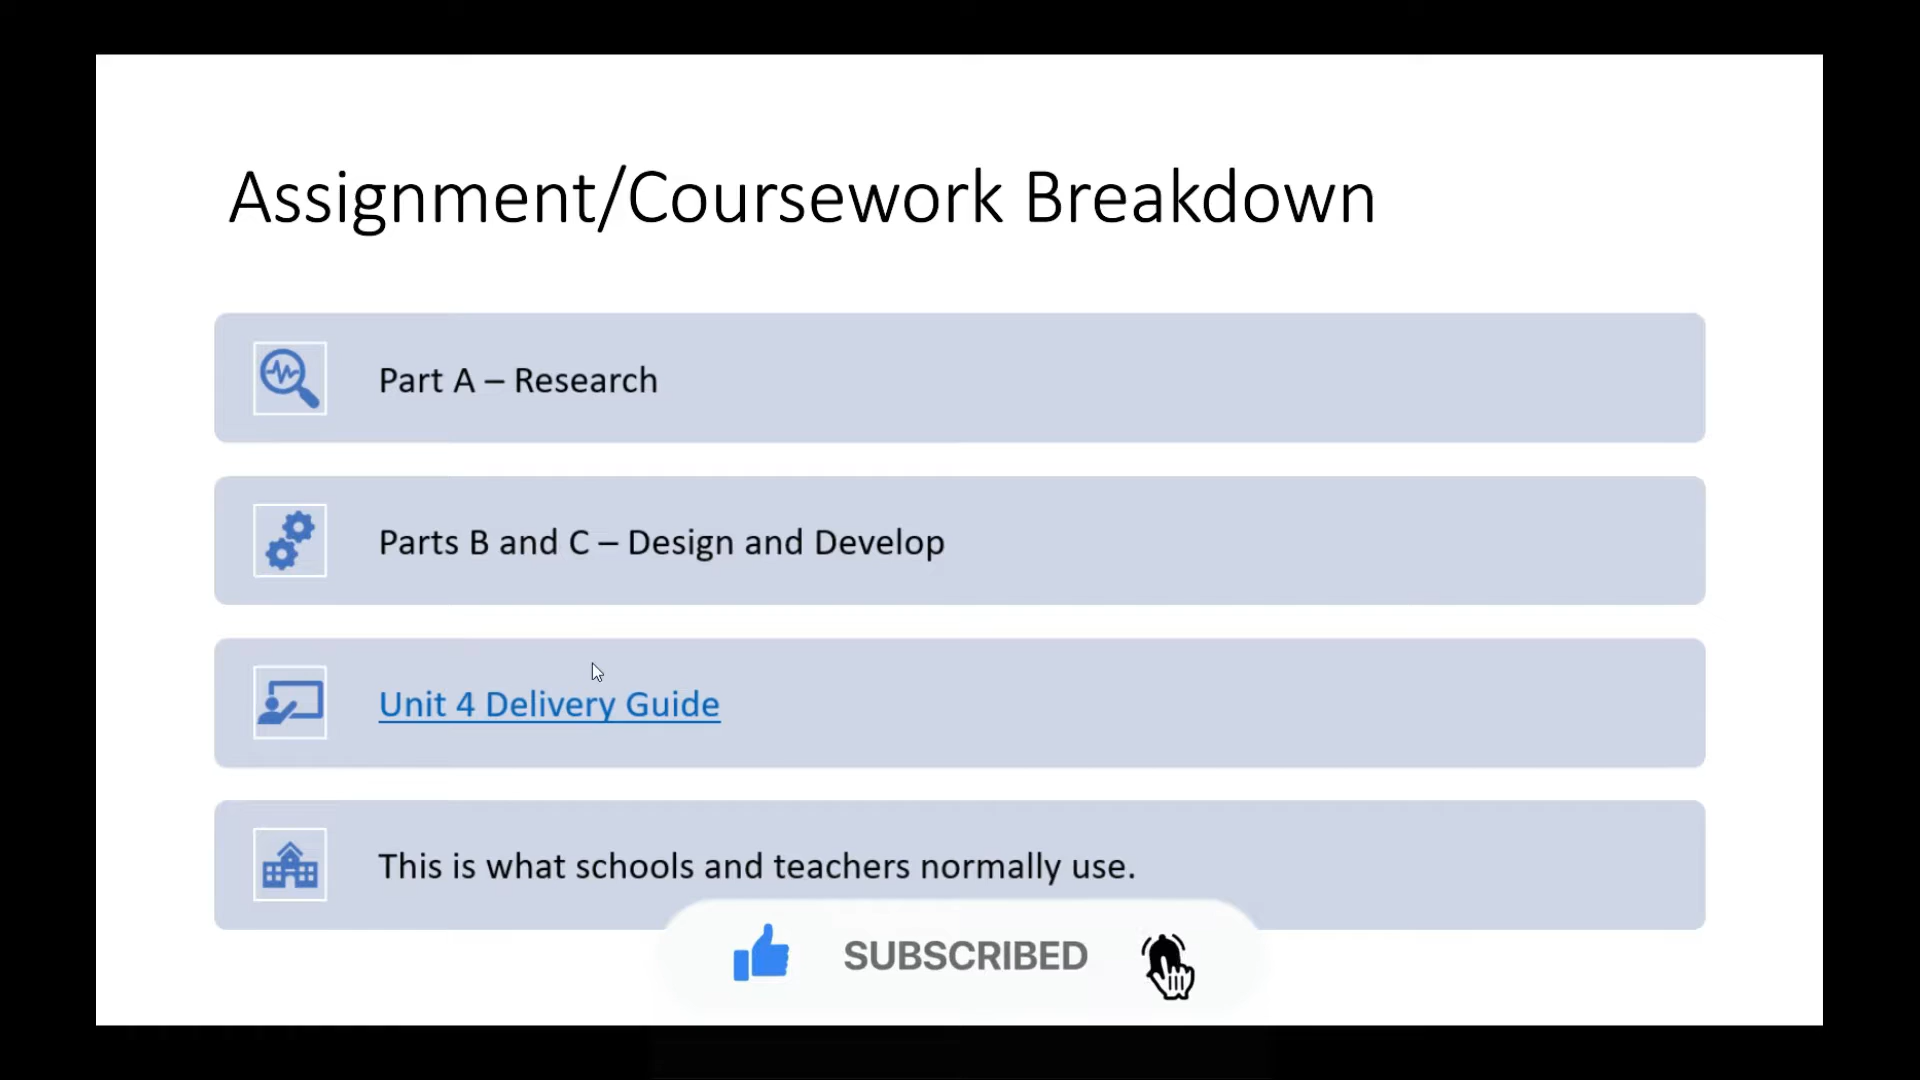 Assignment/Coursework Breakdown
Part A – Research
Parts B and C – Design and Develop
Unit 4 Delivery Guide
This is what schools and teachers normally use.
SUBSCRIBED